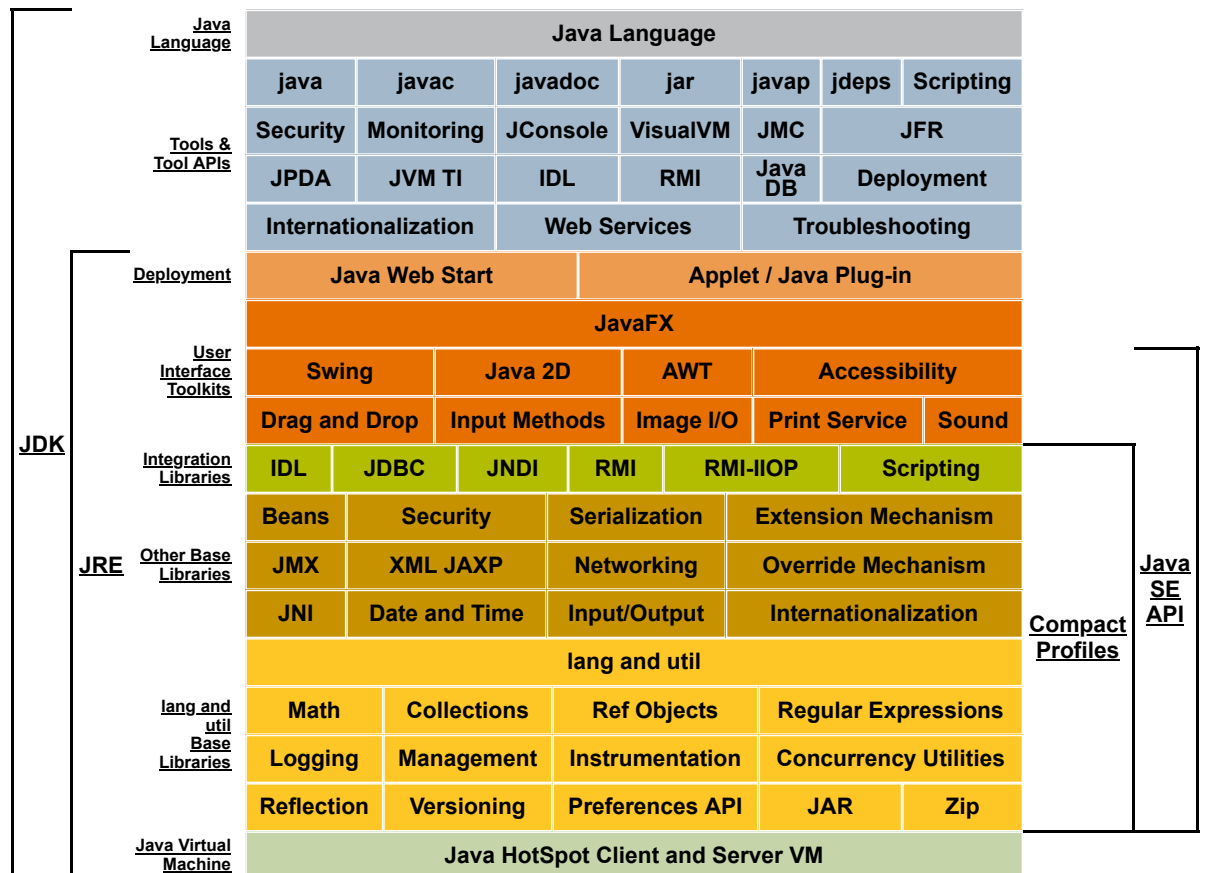 Java
Language
Java Language
java javac javadoc jar javap jdeps Scripting
Tools &
Tool APIs
Security Monitoring JConsole VisualVM JMC JFR
JPDA JVM TI IDL RMI Java
DB Deployment
Internationalization Web Services Troubleshooting
Deployment
Java Web Start Applet / Java Plug-in
JavaFX
User
Interface
Toolkits
Swing Java 2D AWT Accessibility
Drag and Drop Input Methods Image I/O Print Service Sound
JDK
Integration
Libraries
IDL JDBC JNDI RMI RMI-IIOP Scripting
Beans Security Serialization Extension Mechanism
JRE
Other Base
Libraries
JMX XML JAXP Networking Override Mechanism
Java
SE
API
JNI Date and Time Input/Output Internationalization
Compact
Profiles
lang and util
lang and
util
Base
Libraries
Math Collections Ref Objects Regular Expressions
Logging Management Instrumentation Concurrency Utilities
Reflection Versioning Preferences API JAR Zip
Java Virtual
Machine
Java HotSpot Client and Server VM